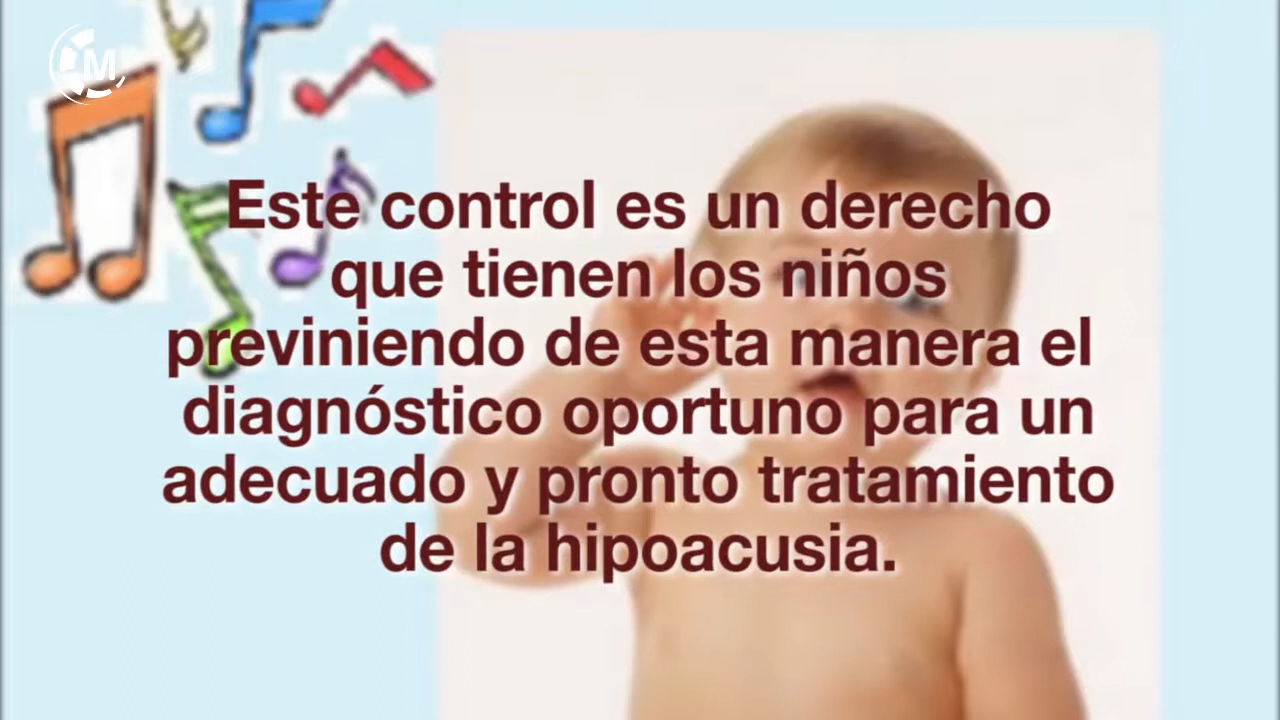 CM
Este control es un derecho
que tienen los niños
previniendo de esta manera el
diagnóstico oportuno para un
adecuado y pronto tratamiento
de la hipoacusia.